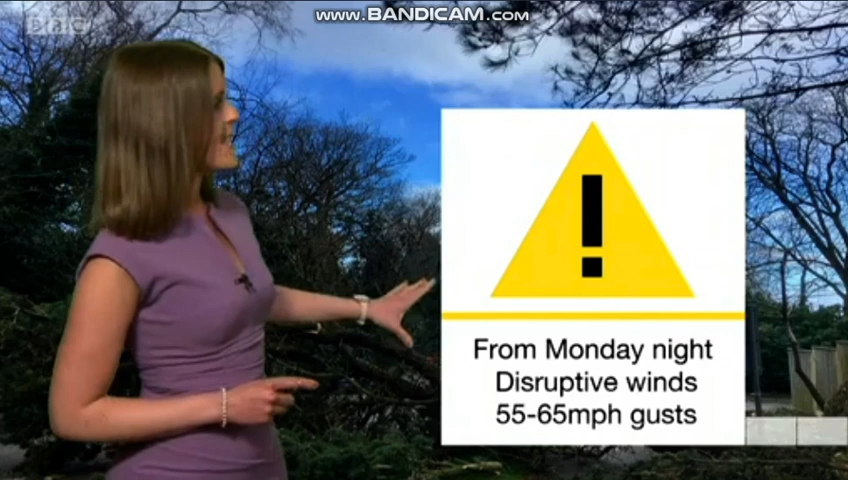 BBC
www.BANDICAM.com
From Monday night
Disruptive winds
55-65mph gusts